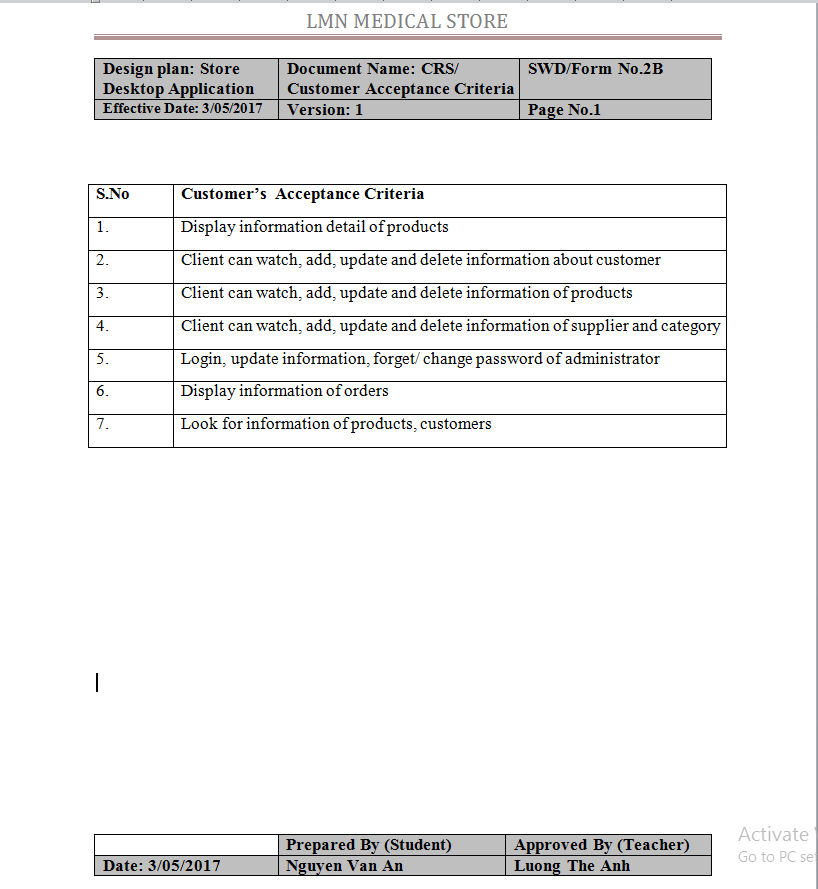 LMN MEDICAL STORE
Design plan: Store Document Name: CRS/ SWD/Form No.2B
Desktop Application Customer Acceptance Criteria
Effective Date: 3/05/2017 Version: 1 Page No.1
S.No Customer’s Acceptance Criteria
1. Display information detail of products
2. Client can watch, add, update and delete information about customer
3. Client can watch, add, update and delete information of products
4. Client can watch, add, update and delete information of supplier and category
5. Login, update information, forget/ change password of administrator
6. Display information of orders
7. Look for information of products, customers
Prepared By (Student) Approved By (Teacher)
Date: 3/05/2017 Nguyen Van An Luong The Anh
Activate
Go to PC